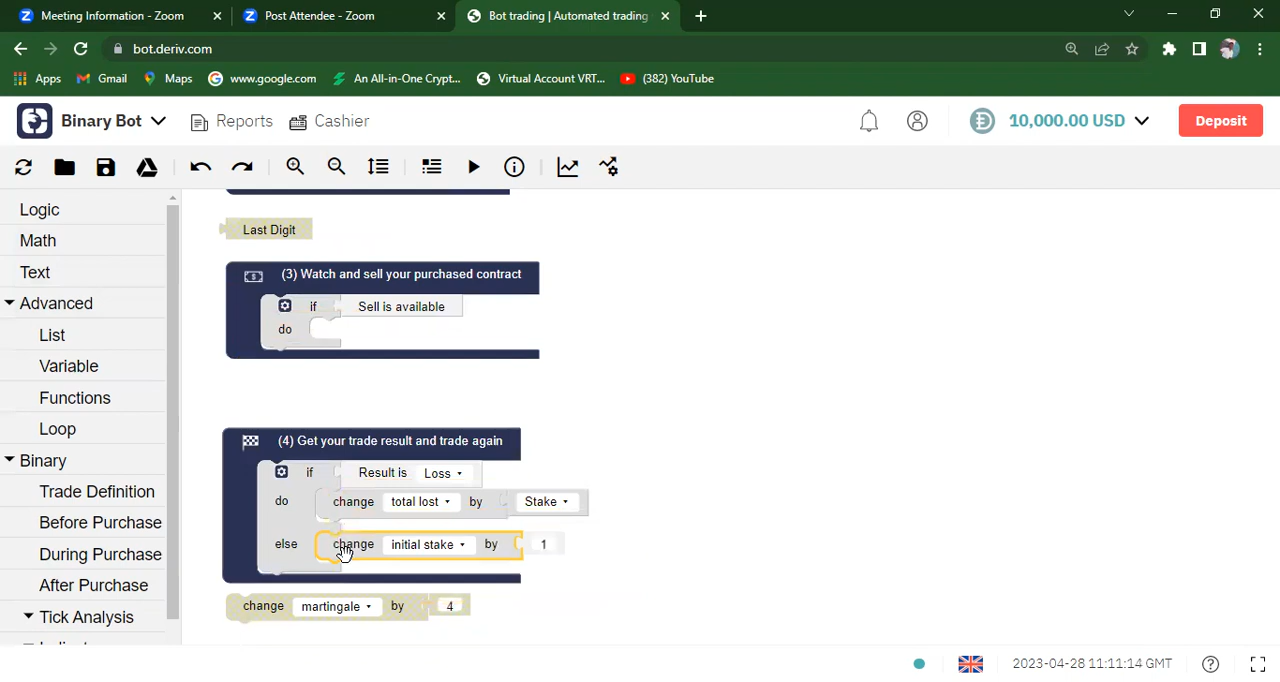 Meeting Information - Zoom
Post Attendee - Zoom
Bot trading | Automated trading
bot.deriv.com
Apps
Gmail
Maps
www.google.com
An All-in-One Crypt...
Virtual Account VRT...
(382) YouTube
Binary Bot
Reports
Cashier
10,000.00 USD
Deposit
Logic
Math
Text
Advanced
List
Variable
Functions
Loop
Binary
Trade Definition
Before Purchase
During Purchase
After Purchase
Tick Analysis
Last Digit
(3) Watch and sell your purchased contract
if Sell is available
do
(4) Get your trade result and trade again
if Result is Loss
do change total lost by Stake
else change initial stake by 1
change martingale by 4
2023-04-28 11:11:14 GMT